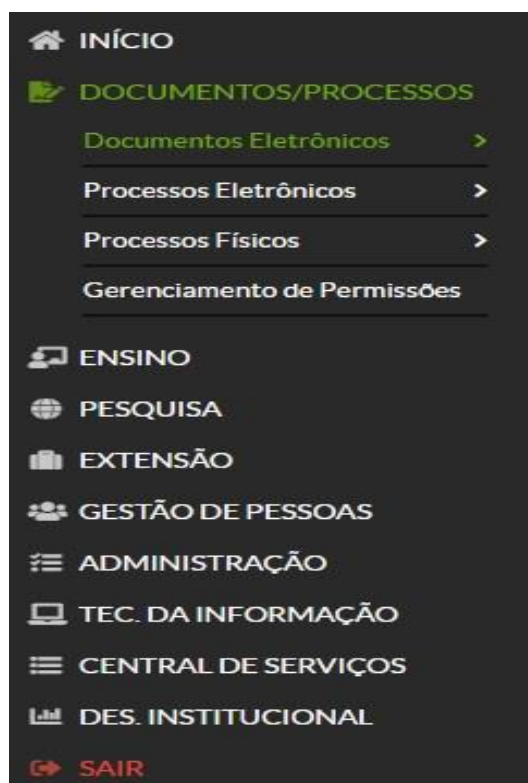 INÍCIO
DOCUMENTOS/PROCESSOS
Documentos Eletrônicos
Processos Eletrônicos
Processos Físicos
Gerenciamento de Permissões
ENSINO
PESQUISA
EXTENSÃO
GESTÃO DE PESSOAS
ADMINISTRAÇÃO
TEC. DA INFORMAÇÃO
CENTRAL DE SERVIÇOS
DES. INSTITUCIONAL
SAIR